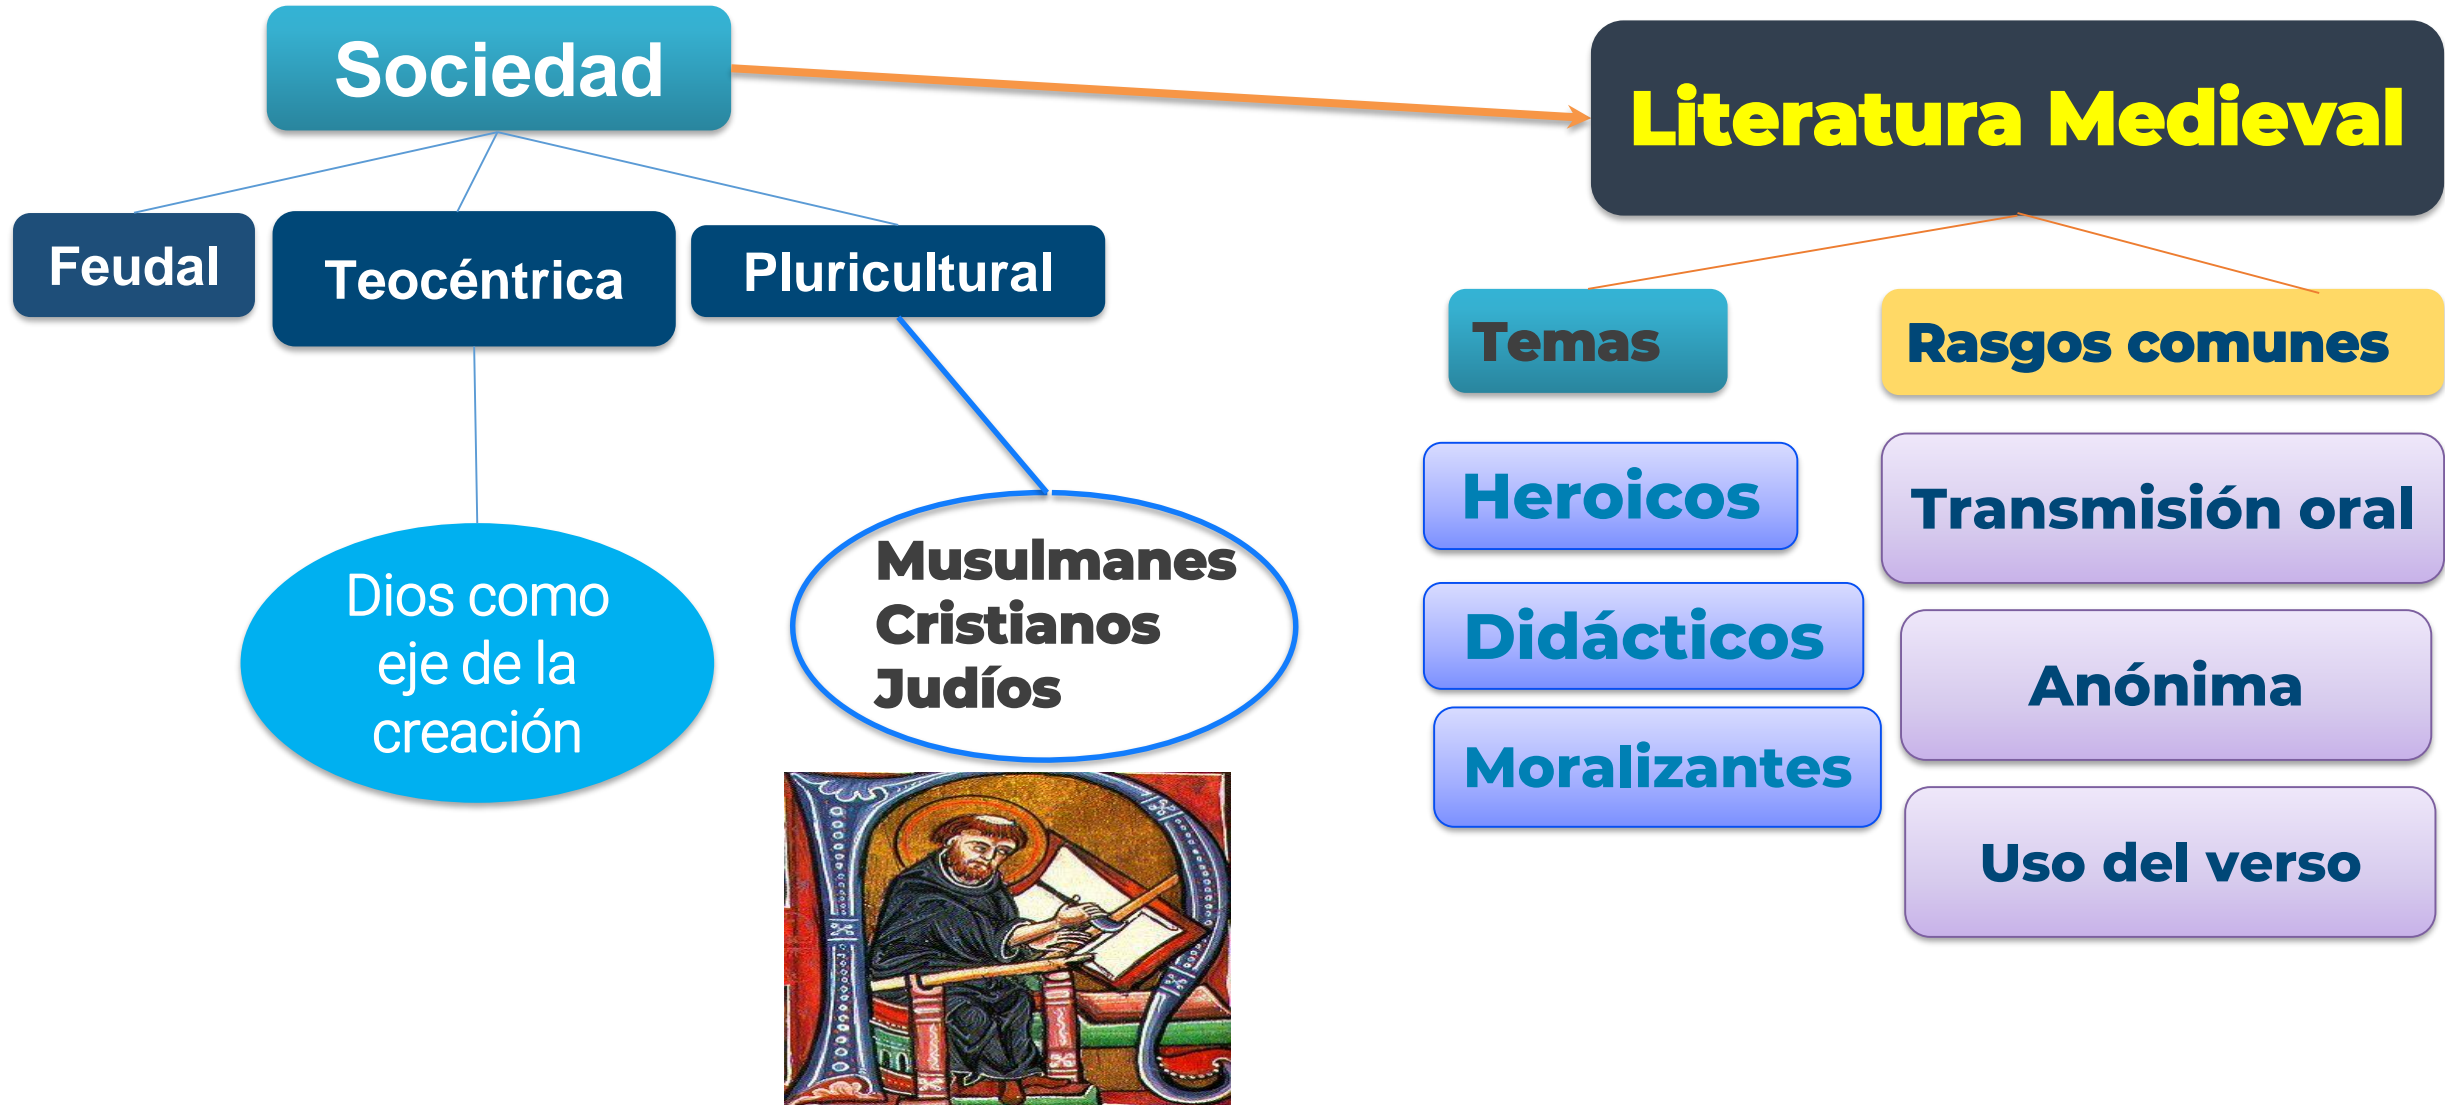 Sociedad
Literatura Medieval
Feudal
Teocéntrica
Pluricultural
Temas
Rasgos comunes
Heroicos
Transmisión oral
Dios como
eje de la
creación
Musulmanes
Cristianos
Judíos
Didácticos
Anónima
Moralizantes
Uso del verso